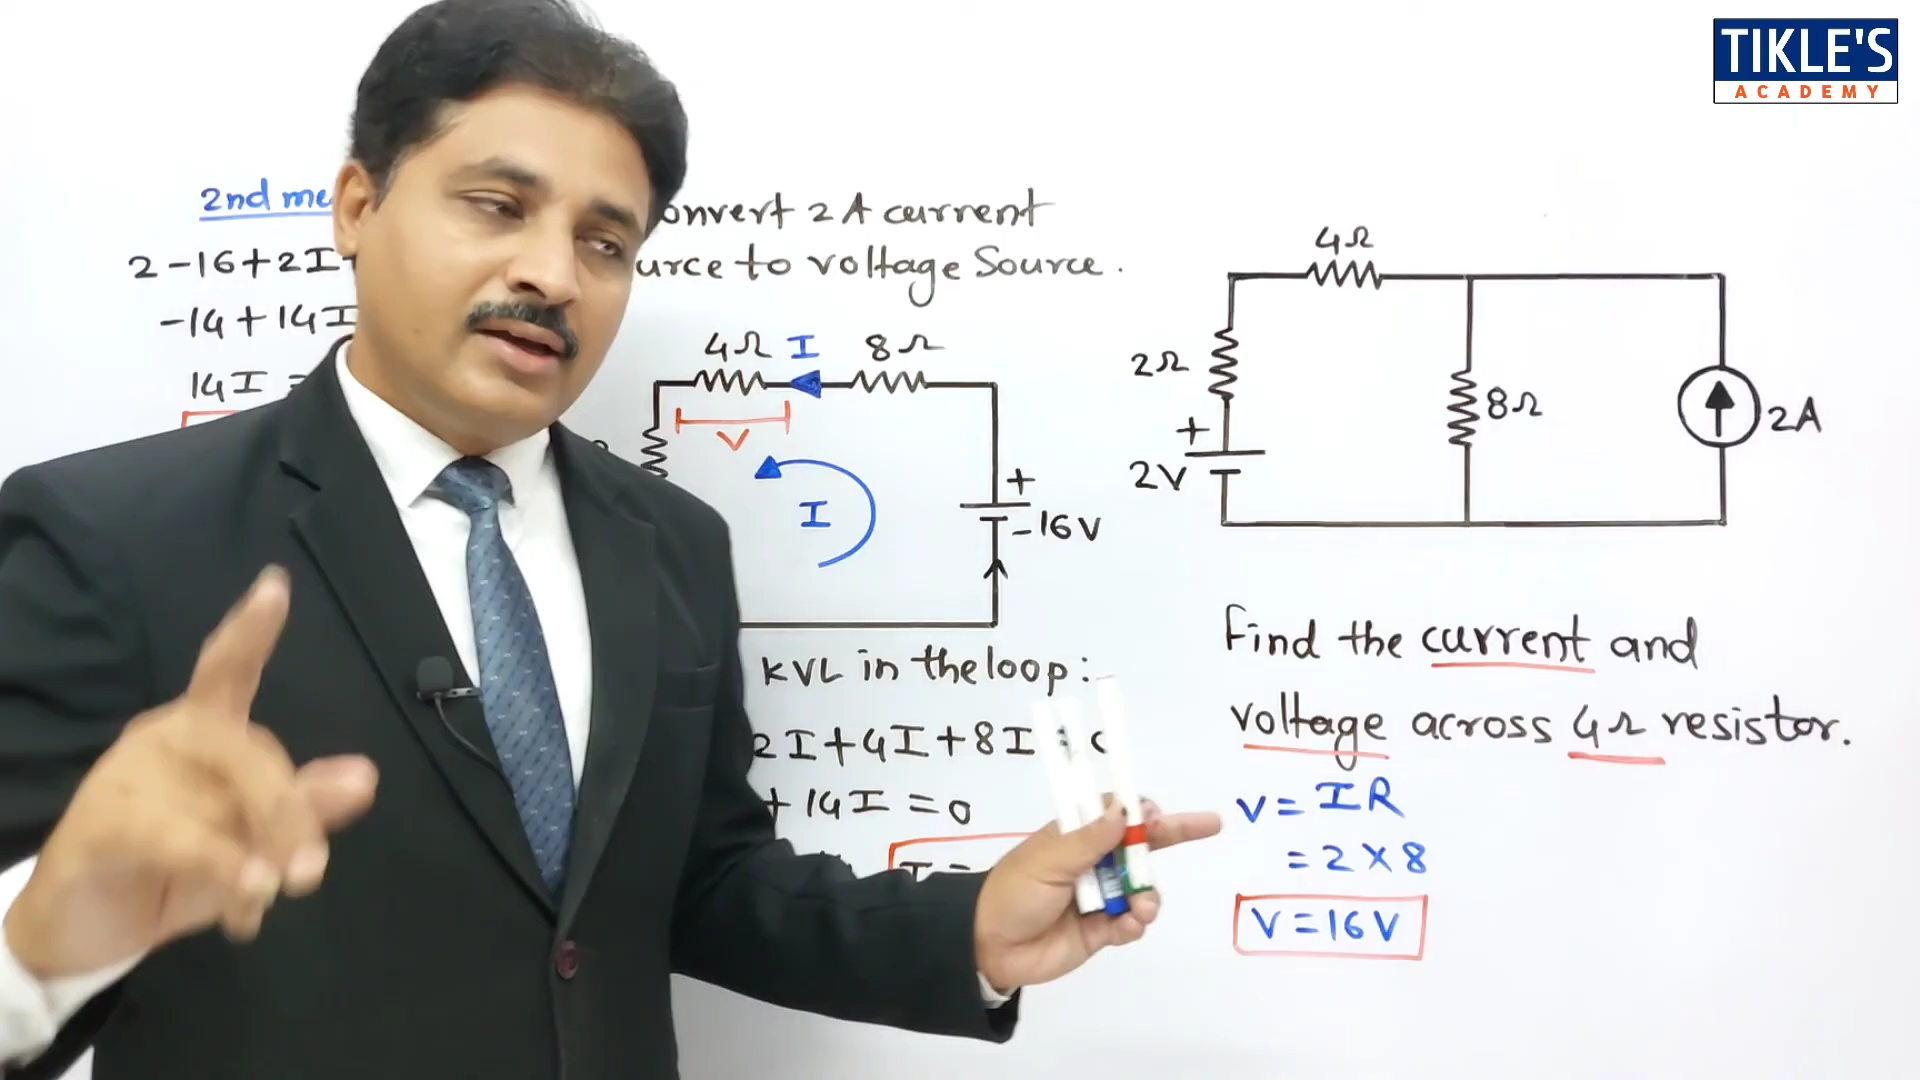 TIKLE'S
ACADEMY
2nd me
onvert 2A current
urce to voltage Source.
2-16+2I
-14+14I
14I =
4Ω I 8Ω
V
I
+
-16V
KVL in the loop:-
2I+4I+8I =
+14I=0
I =
4Ω
2Ω
+
2V
8Ω
2A
Find the current and
voltage across 4Ω resistor.
V=IR
=2×8
V=16V